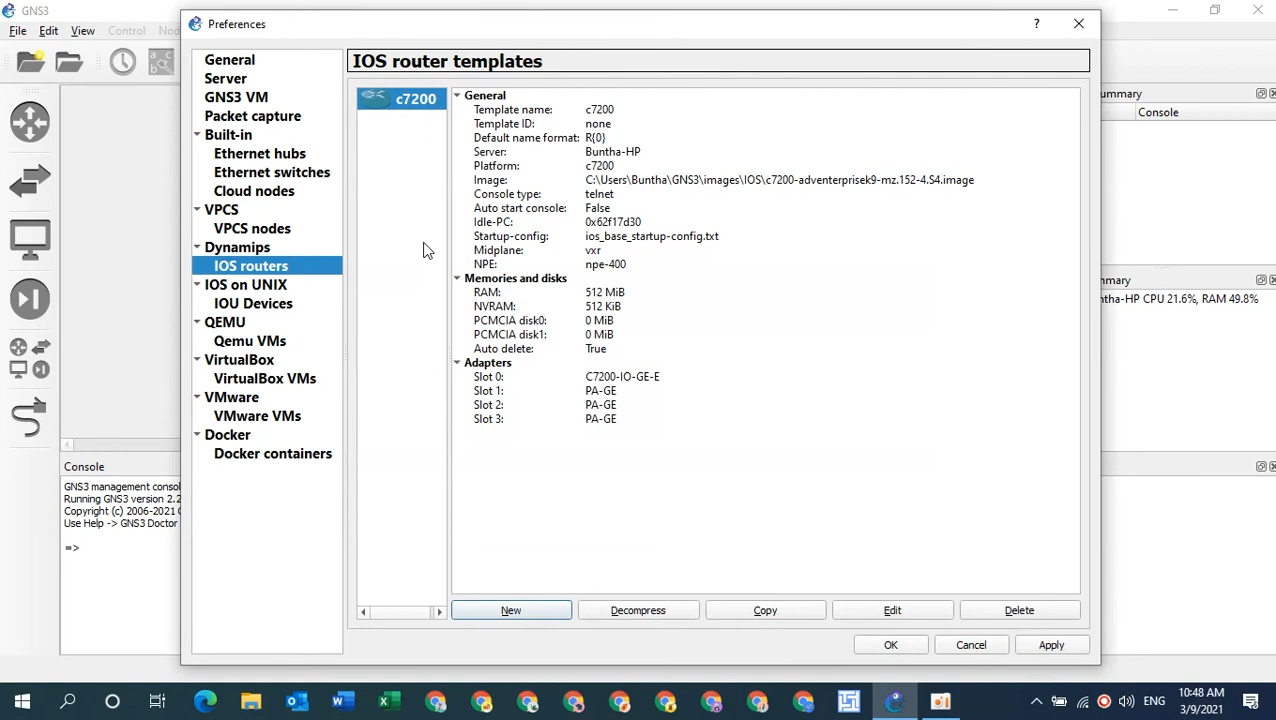 GNS3
File Edit View Control Nod
Preferences
?
General
Server
GNS3 VM
Packet capture
Built-in
Ethernet hubs
Ethernet switches
Cloud nodes
VPCS
VPCS nodes
Dynamips
IOS routers
IOS on UNIX
IOU Devices
QEMU
Qemu VMs
VirtualBox
VirtualBox VMs
VMware
VMware VMs
Docker
Docker containers
IOS router templates
c7200
General
Template name: c7200
Template ID: none
Default name format: R{0}
Server: Buntha-HP
Platform: c7200
Image: C:\Users\Buntha\GNS3\images\IOS\c7200-adventerprisek9-mz.152-4.S4.image
Console type: telnet
Auto start console: False
Idle-PC: 0x62f17d30
Startup-config: ios_base_startup-config.txt
Midplane: vxr
NPE: npe-400
Memories and disks
RAM: 512 MiB
NVRAM: 512 KiB
PCMCIA disk0: 0 MiB
PCMCIA disk1: 0 MiB
Auto delete: True
Adapters
Slot 0: C7200-IO-GE-E
Slot 1: PA-GE
Slot 2: PA-GE
Slot 3: PA-GE
New Decompress Copy Edit Delete
OK Cancel Apply
ummary
Console
mmary
ntha-HP CPU 21.6%, RAM 49.8%
Console
GNS3 management conso
Running GNS3 version 2.2
Copyright (c) 2006-2021 G
Use Help -> GNS3 Doctor
=>
ENG
10:48 AM
3/9/2021